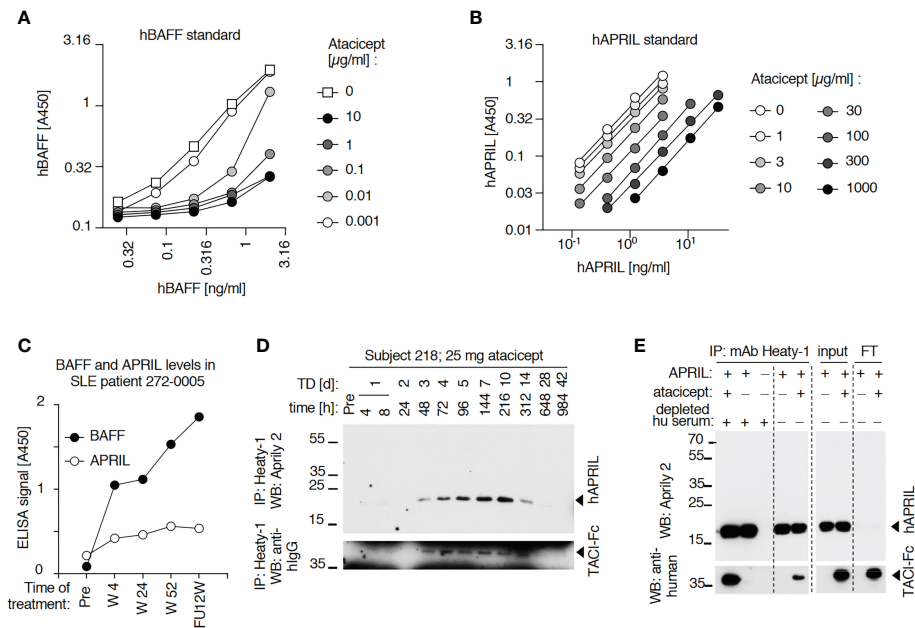 A
hBAFF standard
3.16
1
0.32
0.1
hBAFF [A450]
0.32
0.1
0.316
1
3.16
hBAFF [ng/ml]
Atacicept
[µg/ml] :
0
10
1
0.1
0.01
0.001
B
hAPRIL standard
3.16
1
0.32
0.1
0.03
0.01
hAPRIL [A450]
10-1
100
101
hAPRIL [ng/ml]
Atacicept [µg/ml] :
0
30
1
100
3
300
10
1000
C
BAFF and APRIL levels in
SLE patient 272-0005
2
1
0
ELISA signal [A450]
BAFF
APRIL
Time of
treatment:
Pre
W 4
W 24
W 52
FU12W
D
Subject 218; 25 mg atacicept
TD [d]: 1 2 3 4 5 7 10 14 28 42
time [h]: Pre 4 8 24 48 72 96 144 216 312 648 984
IP: Heaty-1
WB: Aprily 2
55
35
25
15
hAPRIL
IP: Heaty-1
WB: anti-
hIgG
35
TACI-Fc
E
IP: mAb Heaty-1 input FT
APRIL: + + – + + + + + +
atacicept: + – – – + – + – +
depleted
hu serum: + + + – – – – – –
WB: Aprily 2
70
55
35
25
15
hAPRIL
WB: anti-
human
35
TACI-Fc